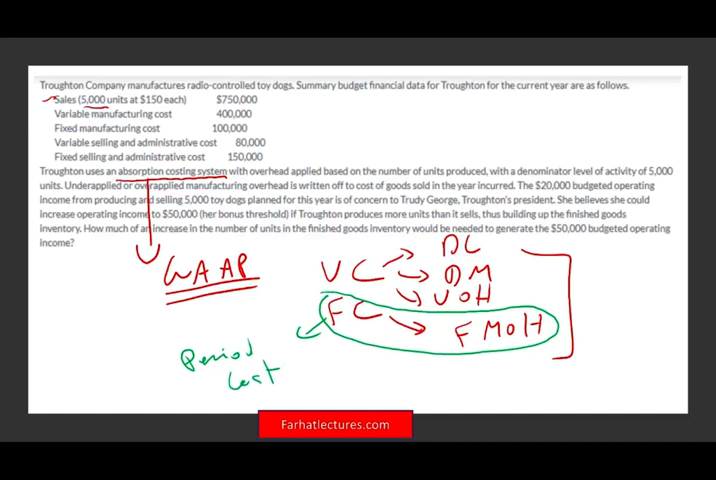 Troughton Company manufactures radio-controlled toy dogs. Summary budget financial data for Troughton for the current year are as follows.
Sales (5,000 units at $150 each) $750,000
Variable manufacturing cost 400,000
Fixed manufacturing cost 100,000
Variable selling and administrative cost 80,000
Fixed selling and administrative cost 150,000
Troughton uses an absorption costing system with overhead applied based on the number of units produced, with a denominator level of activity of 5,000
units. Underapplied or overapplied manufacturing overhead is written off to cost of goods sold in the year incurred. The $20,000 budgeted operating
income from producing and selling 5,000 toy dogs planned for this year is of concern to Trudy George, Troughton's president. She believes she could
increase operating income to $50,000 (her bonus threshold) if Troughton produces more units than it sells, thus building up the finished goods
inventory. How much of an increase in the number of units in the finished goods inventory would be needed to generate the $50,000 budgeted operating
income?
GAAP
VC
DL
DM
VOH
FC
FMOH
Period
Cost
Farhatlectures.com